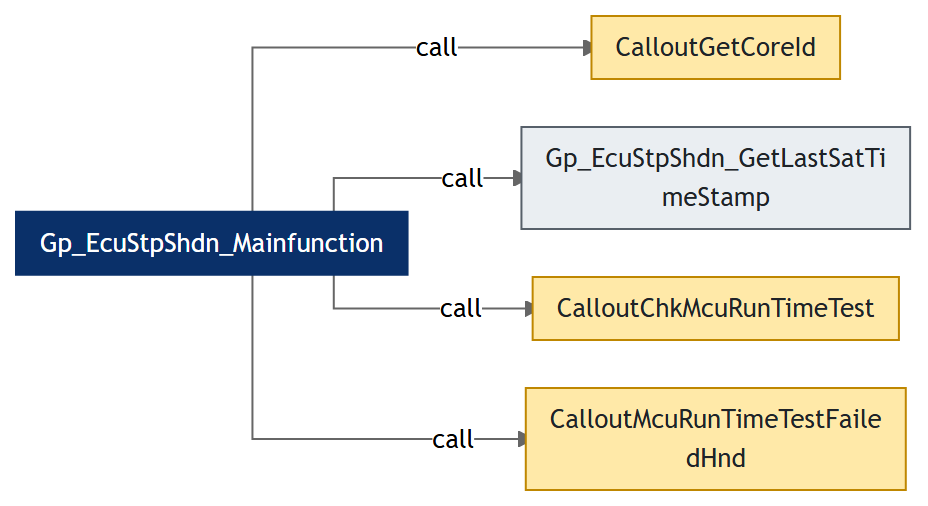 call
CalloutGetCoreId
call
Gp_EcuStpShdn_GetLastSatTi
meStamp
Gp_EcuStpShdn_Mainfunction
call
CalloutChkMcuRunTimeTest
call
CalloutMcuRunTimeTestFaile
dHnd